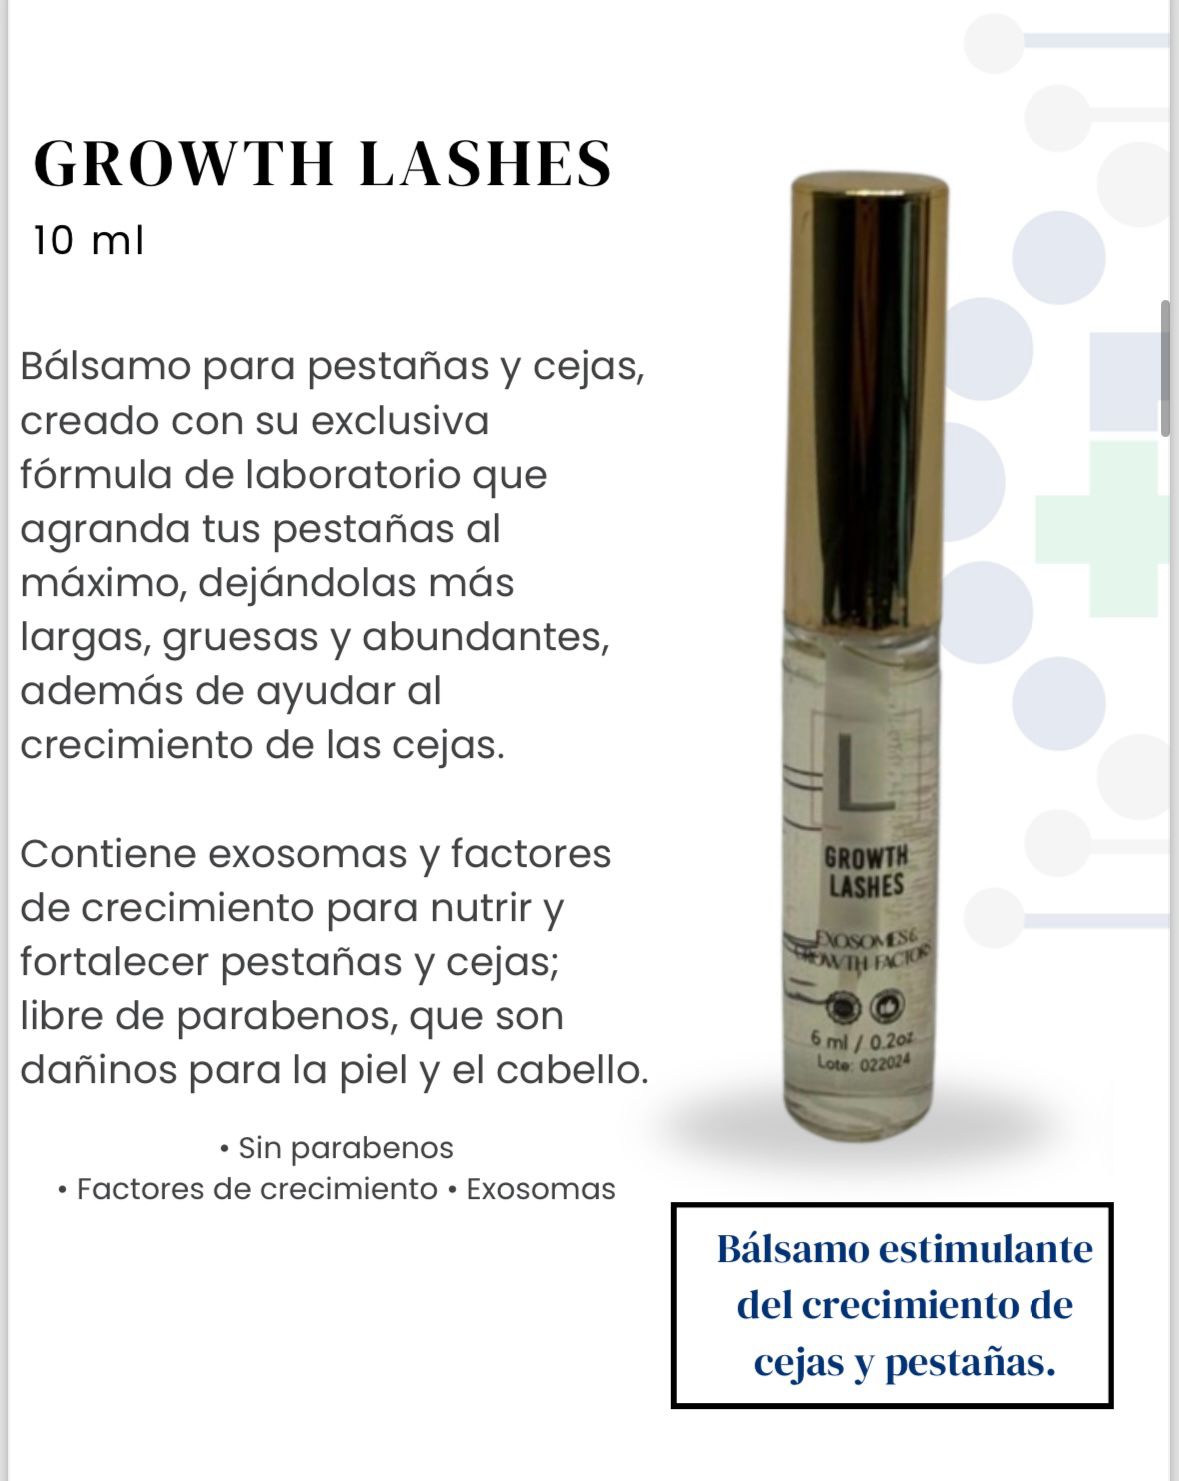 GROWTH LASHES
10 ml
Bálsamo para pestañas y cejas,
creado con su exclusiva
fórmula de laboratorio que
agranda tus pestañas al
máximo, dejándolas más
largas, gruesas y abundantes,
además de ayudar al
crecimiento de las cejas.
Contiene exosomas y factores
de crecimiento para nutrir y
fortalecer pestañas y cejas;
libre de parabenos, que son
dañinos para la piel y el cabello.
• Sin parabenos
• Factores de crecimiento • Exosomas
L
GROWTH
LASHES
EXOSOMES &
GROWTH FACTORS
6 ml / 0.2oz
Lote: 022024
Bálsamo estimulante
del crecimiento de
cejas y pestañas.